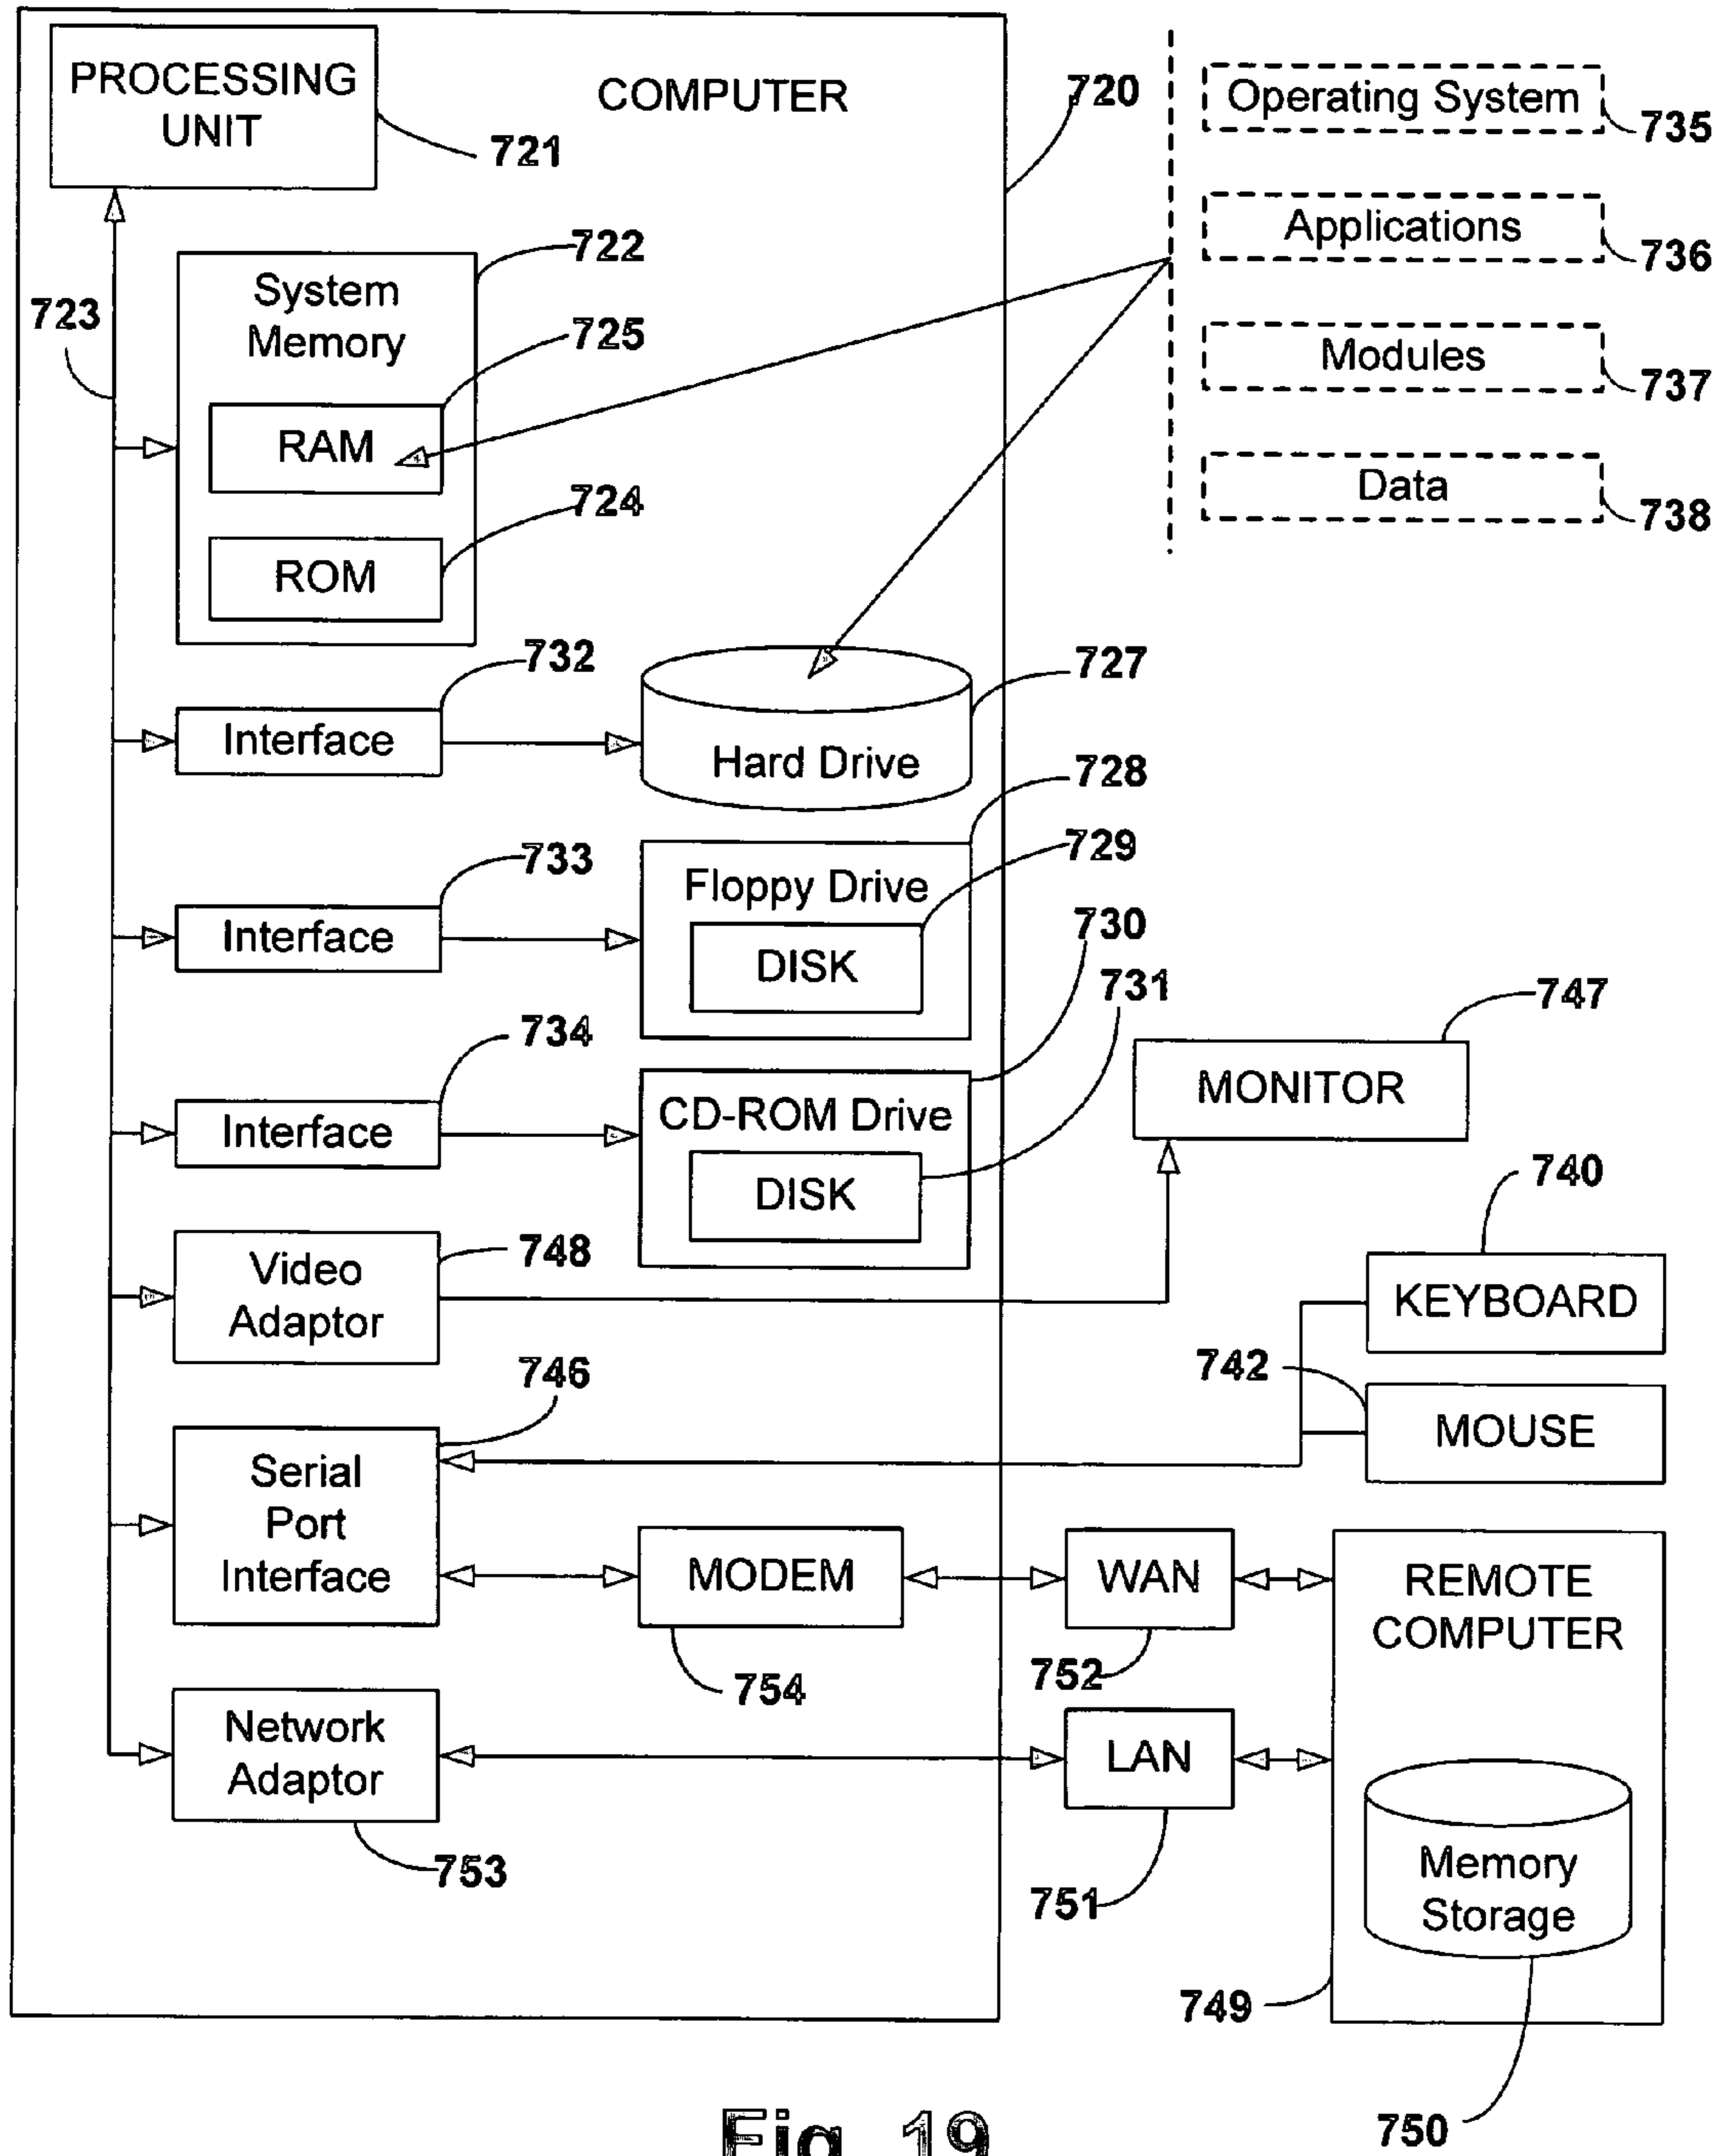 PROCESSING
UNIT
721
COMPUTER
720
Operating System
735
Applications
736
Modules
737
Data
738
723
722
System
Memory
725
RAM
724
ROM
732
Interface
727
Hard Drive
728
733
Interface
729
Floppy Drive
DISK
730
731
734
Interface
CD-ROM Drive
DISK
747
MONITOR
748
Video
Adaptor
740
KEYBOARD
742
MOUSE
746
Serial
Port
Interface
MODEM
754
WAN
752
REMOTE
COMPUTER
Network
Adaptor
753
LAN
751
Memory
Storage
749
750
Fig. 19